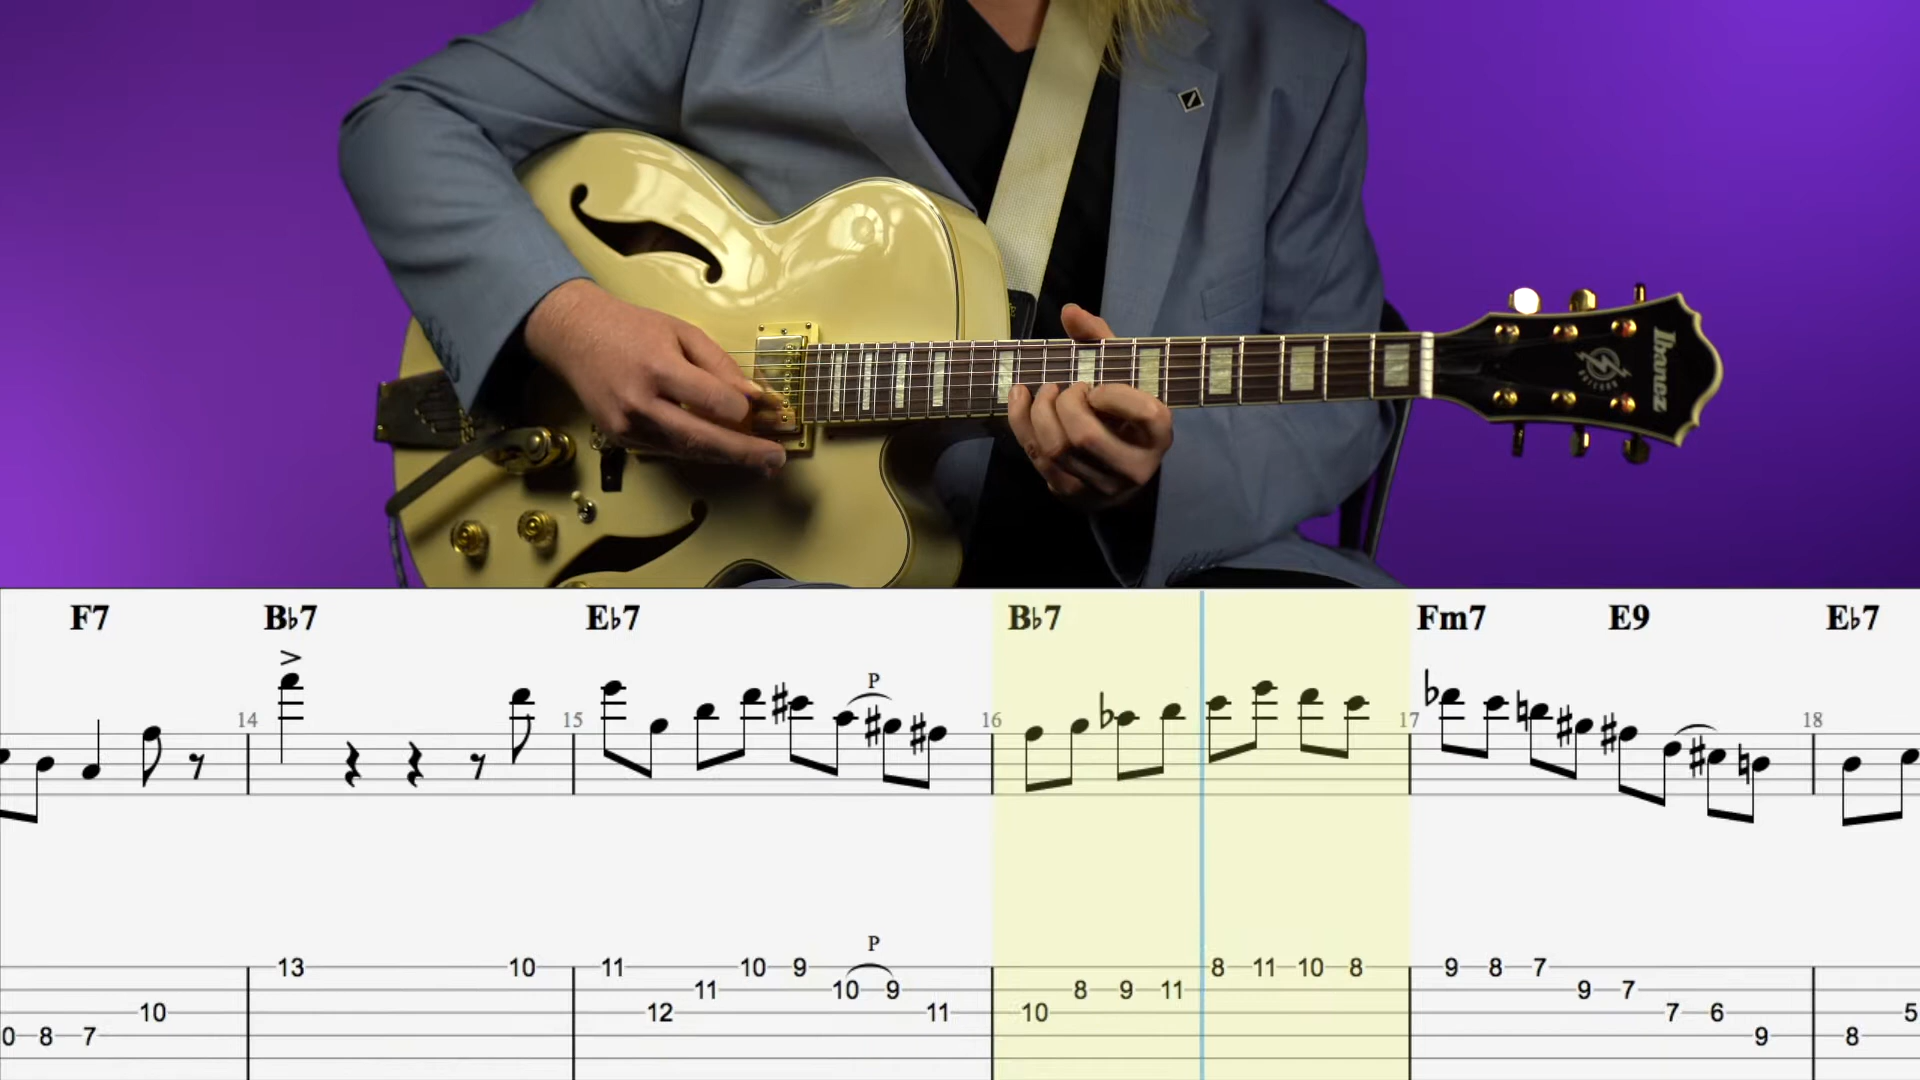 Ibanez
F7 B♭7 E♭7 B♭7 Fm7 E9 E♭7
>
P
14 15 16 17 18
P
13 10 11 10 9 8 11 10 8 9 8 7
11 10 9 8 9 11 9 7
10 12 11 10 7 6 5
0 8 7 9 8